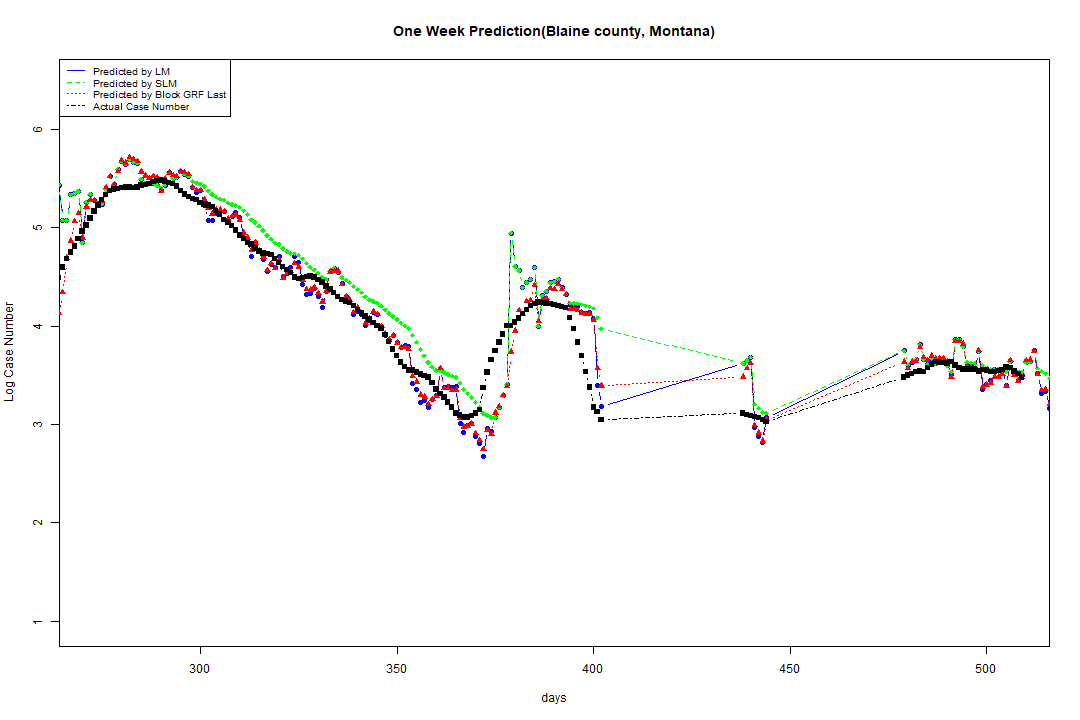 One Week Prediction(Blaine county, Montana)
Predicted by LM
Predicted by SLM
Predicted by Block GRF Last
Actual Case Number
Log Case Number
6
5
4
3
2
1
300 350 400 450 500
days